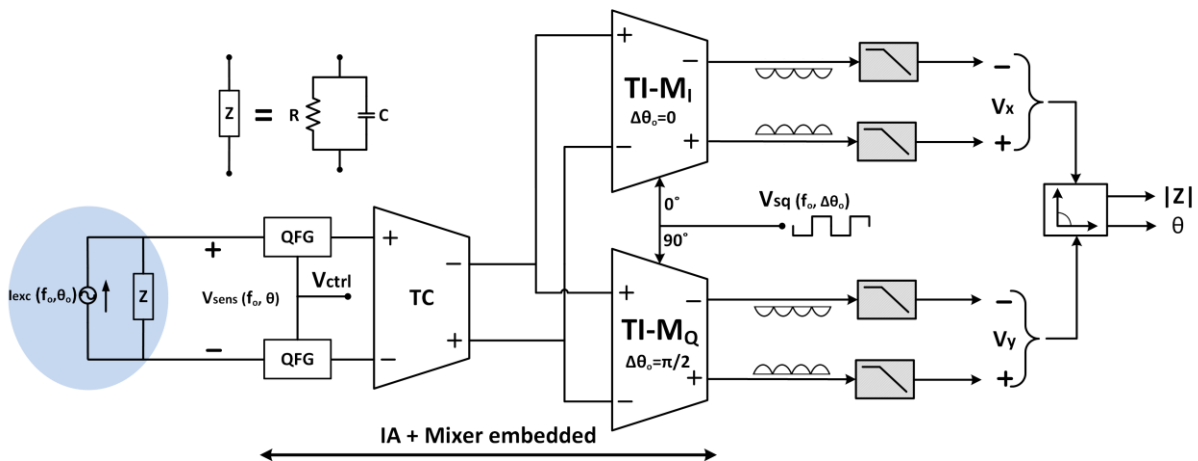 Z
=
R
C
Iexc (fo,θo)
Z
+
Vsens (fo, θ)
−
QFG
Vctrl
QFG
+
−
TC
−
+
+
−
TI-MI
Δθo=0
−
+
0°
90°
Vsq (fo, Δθo)
+
−
TI-MQ
Δθo=π/2
−
+
−
Vx
+
−
Vy
+
|Z|
θ
IA + Mixer embedded